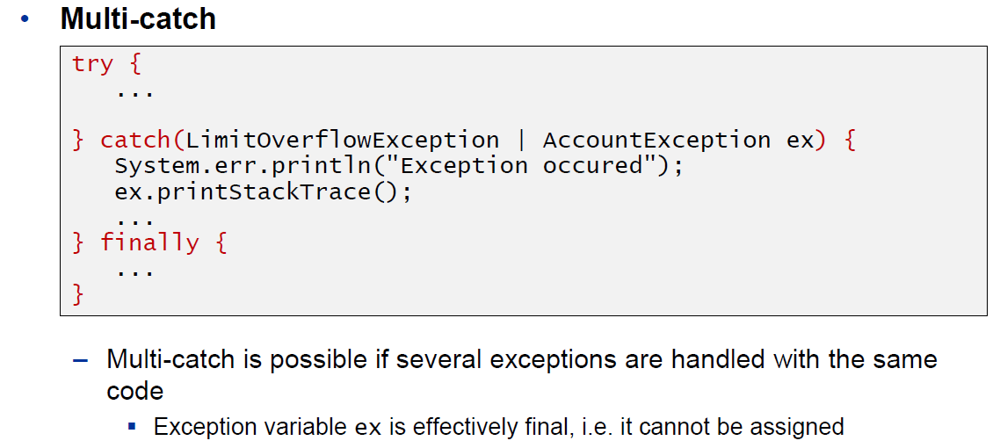 • Multi-catch
try {
...
} catch(LimitOverflowException | AccountException ex) {
System.err.println("Exception occured");
ex.printStackTrace();
...
} finally {
...
}
– Multi-catch is possible if several exceptions are handled with the same
code
▪ Exception variable ex is effectively final, i.e. it cannot be assigned